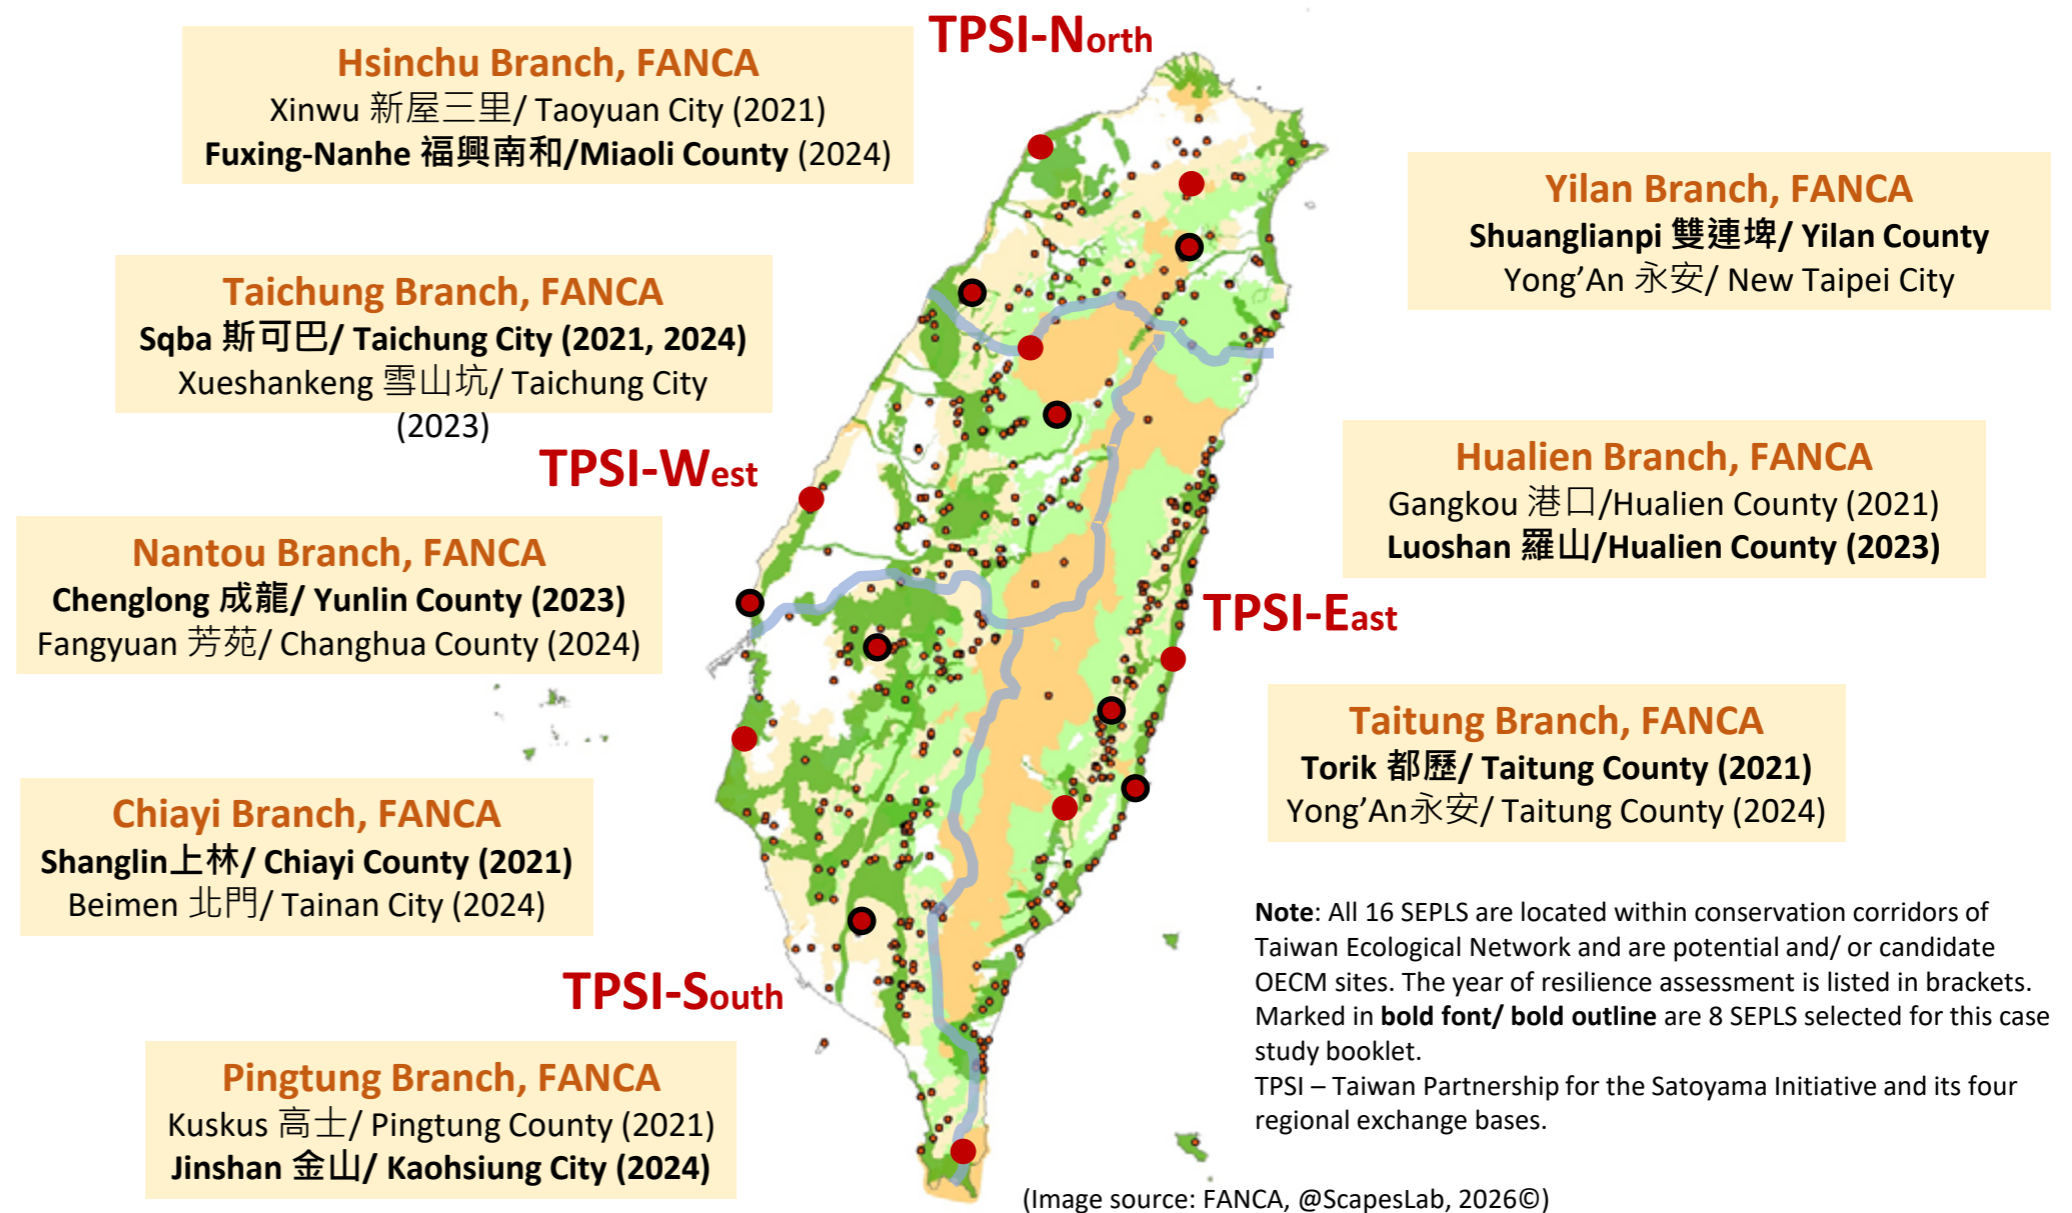 TPSI-North
Hsinchu Branch, FANCA
Xinwu 新屋三里/ Taoyuan City (2021)
Fuxing-Nanhe 福興南和/Miaoli County (2024)
Yilan Branch, FANCA
Shuanglianpi 雙連埤/ Yilan County
Yong’An 永安/ New Taipei City
Taichung Branch, FANCA
Sqba 斯可巴/ Taichung City (2021, 2024)
Xueshankeng 雪山坑/ Taichung City
(2023)
TPSI-West
Hualien Branch, FANCA
Gangkou 港口/Hualien County (2021)
Luoshan 羅山/Hualien County (2023)
Nantou Branch, FANCA
Chenglong 成龍/ Yunlin County (2023)
Fangyuan 芳苑/ Changhua County (2024)
TPSI-East
Taitung Branch, FANCA
Torik 都歷/ Taitung County (2021)
Yong’An永安/ Taitung County (2024)
Chiayi Branch, FANCA
Shanglin上林/ Chiayi County (2021)
Beimen 北門/ Tainan City (2024)
TPSI-South
Pingtung Branch, FANCA
Kuskus 高士/ Pingtung County (2021)
Jinshan 金山/ Kaohsiung City (2024)
Note: All 16 SEPLS are located within conservation corridors of
Taiwan Ecological Network and are potential and/ or candidate
OECM sites. The year of resilience assessment is listed in brackets.
Marked in bold font/ bold outline are 8 SEPLS selected for this case
study booklet.
TPSI – Taiwan Partnership for the Satoyama Initiative and its four
regional exchange bases.
(Image source: FANCA, @ScapesLab, 2026©)